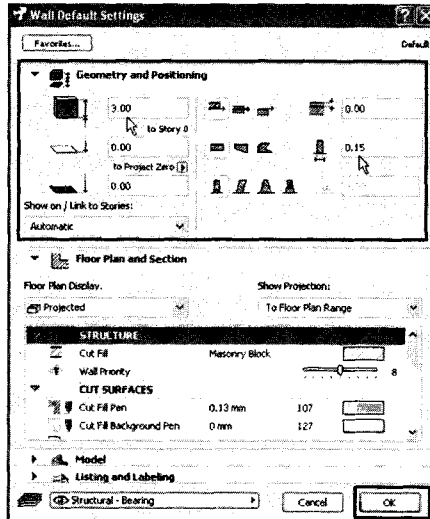 Wall Default Settings
Favorites...
Default
Geometry and Positioning
3.00
0.00
to Story 0
0.00
0.15
to Project Zero
0.00
Show on / Link to Stories:
Automatic
Floor Plan and Section
Floor Plan Display.
Show Projection:
Projected
To Floor Plan Range
STRUCTURE
Cut Fill
Masonry Block
Wall Priority
8
CUT SURFACES
Cut Fill Pen
0.13 mm
107
Cut Fill Background Pen
0 mm
127
Model
Listing and Labeling
Structural - Bearing
Cancel
OK